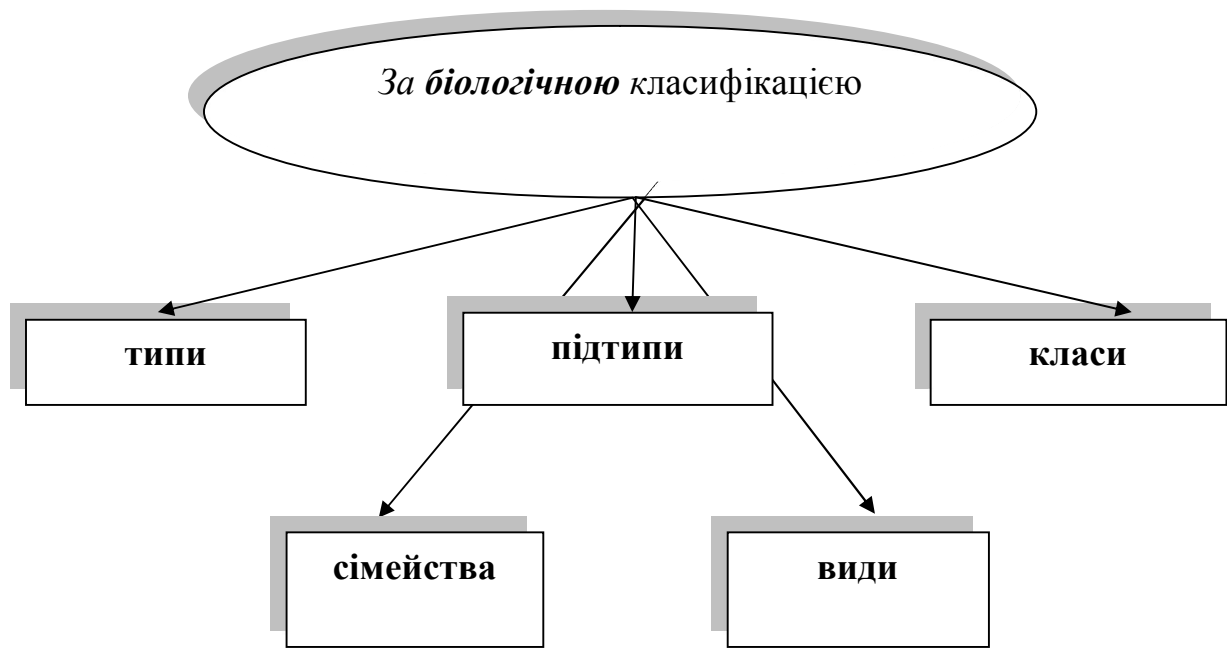 За біологічною класифікацією
типи
підтипи
класи
сімейства
види